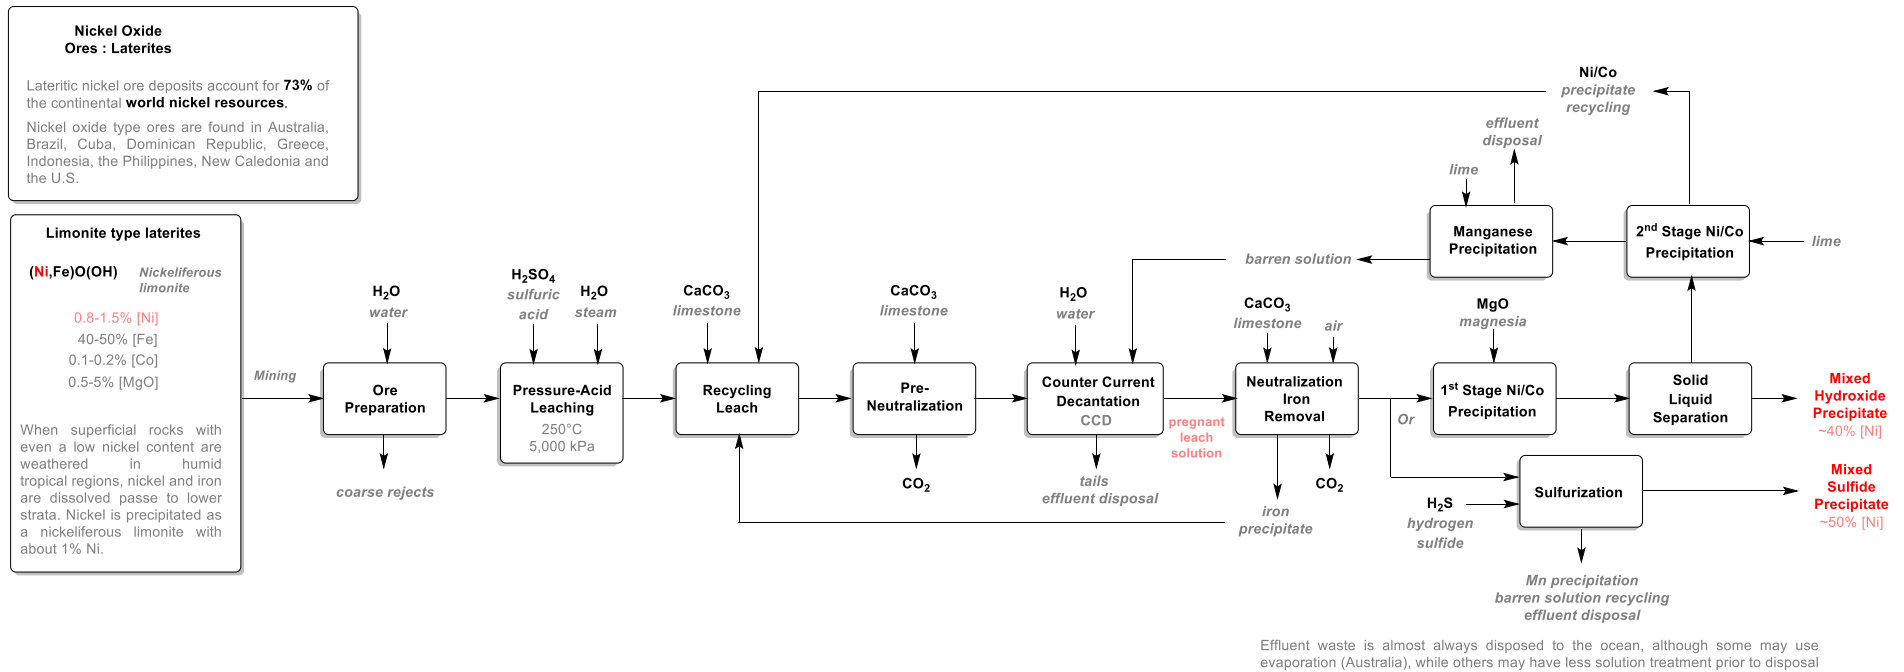 Nickel Oxide
Ores : Laterites
Lateritic nickel ore deposits account for 73% of
the continental world nickel resources.
Nickel oxide type ores are found in Australia,
Brazil, Cuba, Dominican Republic, Greece,
Indonesia, the Philippines, New Caledonia and
the U.S.
Limonite type laterites
(Ni,Fe)O(OH)
Nickeliferous
limonite
0.8-1.5% [Ni]
40-50% [Fe]
0.1-0.2% [Co]
0.5-5% [MgO]
When superficial rocks with
even a low nickel content are
weathered in humid
tropical regions, nickel and iron
are dissolved passe to lower
strata. Nickel is precipitated as
a nickeliferous limonite with
about 1% Ni.
Mining
H₂O
water
Ore
Preparation
coarse rejects
H₂SO₄
sulfuric
acid
H₂O
steam
Pressure-Acid
Leaching
250°C
5,000 kPa
CaCO₃
limestone
Recycling
Leach
CaCO₃
limestone
Pre-
Neutralization
CO₂
H₂O
water
barren solution
Counter Current
Decantation
CCD
tails
effluent disposal
pregnant
leach
solution
CaCO₃
limestone
air
Neutralization
Iron
Removal
iron
precipitate
CO₂
Or
MgO
magnesia
1st Stage Ni/Co
Precipitation
Solid
Liquid
Separation
Mixed
Hydroxide
Precipitate
~40% [Ni]
Ni/Co
precipitate
recycling
effluent
disposal
lime
Manganese
Precipitation
2nd Stage Ni/Co
Precipitation
lime
H₂S
hydrogen
sulfide
Sulfurization
Mixed
Sulfide
Precipitate
~50% [Ni]
Mn precipitation
barren solution recycling
effluent disposal
Effluent waste is almost always disposed to the ocean, although some may use
evaporation (Australia), while others may have less solution treatment prior to disposal